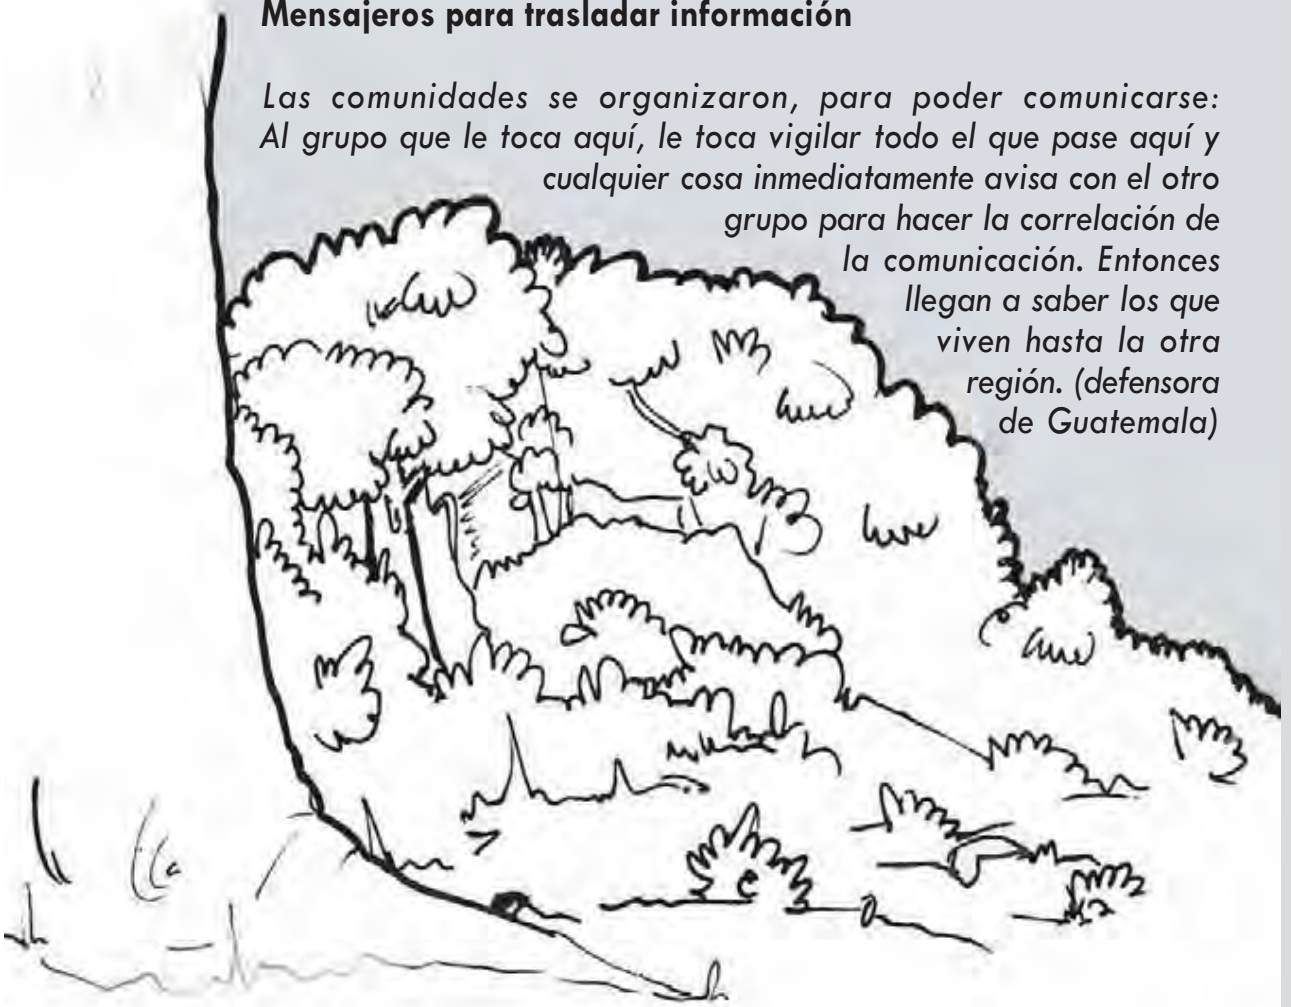 Mensajeros para trasladar información
Las comunidades se organizaron, para poder comunicarse:
Al grupo que le toca aquí, le toca vigilar todo el que pase aquí y
cualquier cosa inmediatamente avisa con el otro
grupo para hacer la correlación de
la comunicación. Entonces
llegan a saber los que
viven hasta la otra
región. (defensora
de Guatemala)